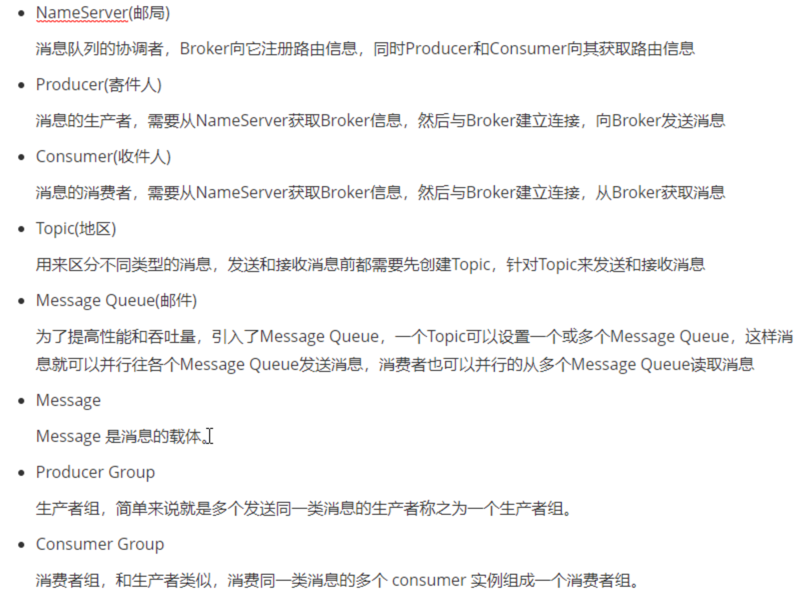 NameServer(邮局)
消息队列的协调者，Broker向它注册路由信息，同时Producer和Consumer向其获取路由信息
Producer(寄件人)
消息的生产者，需要从NameServer获取Broker信息，然后与Broker建立连接，向Broker发送消息
Consumer(收件人)
消息的消费者，需要从NameServer获取Broker信息，然后与Broker建立连接，从Broker获取消息
Topic(地区)
用来区分不同类型的消息，发送和接收消息前都需要先创建Topic，针对Topic来发送和接收消息
Message Queue(邮件)
为了提高性能和吞吐量，引入了Message Queue，一个Topic可以设置一个或多个Message Queue，这样消
息就可以并行往各个Message Queue发送消息，消费者也可以并行的从多个Message Queue读取消息
Message
Message 是消息的载体。
Producer Group
生产者组，简单来说就是多个发送同一类消息的生产者称之为一个生产者组。
Consumer Group
消费者组，和生产者类似，消费同一类消息的多个 consumer 实例组成一个消费者组。